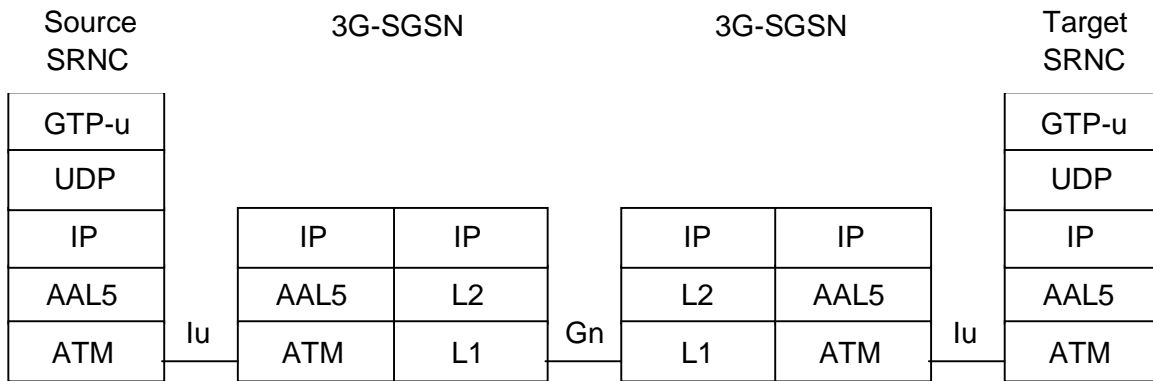 Source 3G-SGSN 3G-SGSN Target
SRNC SRNC
GTP-u GTP-u
UDP UDP
IP IP IP IP IP IP
AAL5 AAL5 L2 L2 AAL5 AAL5
ATM Iu ATM L1 Gn L1 ATM Iu ATM